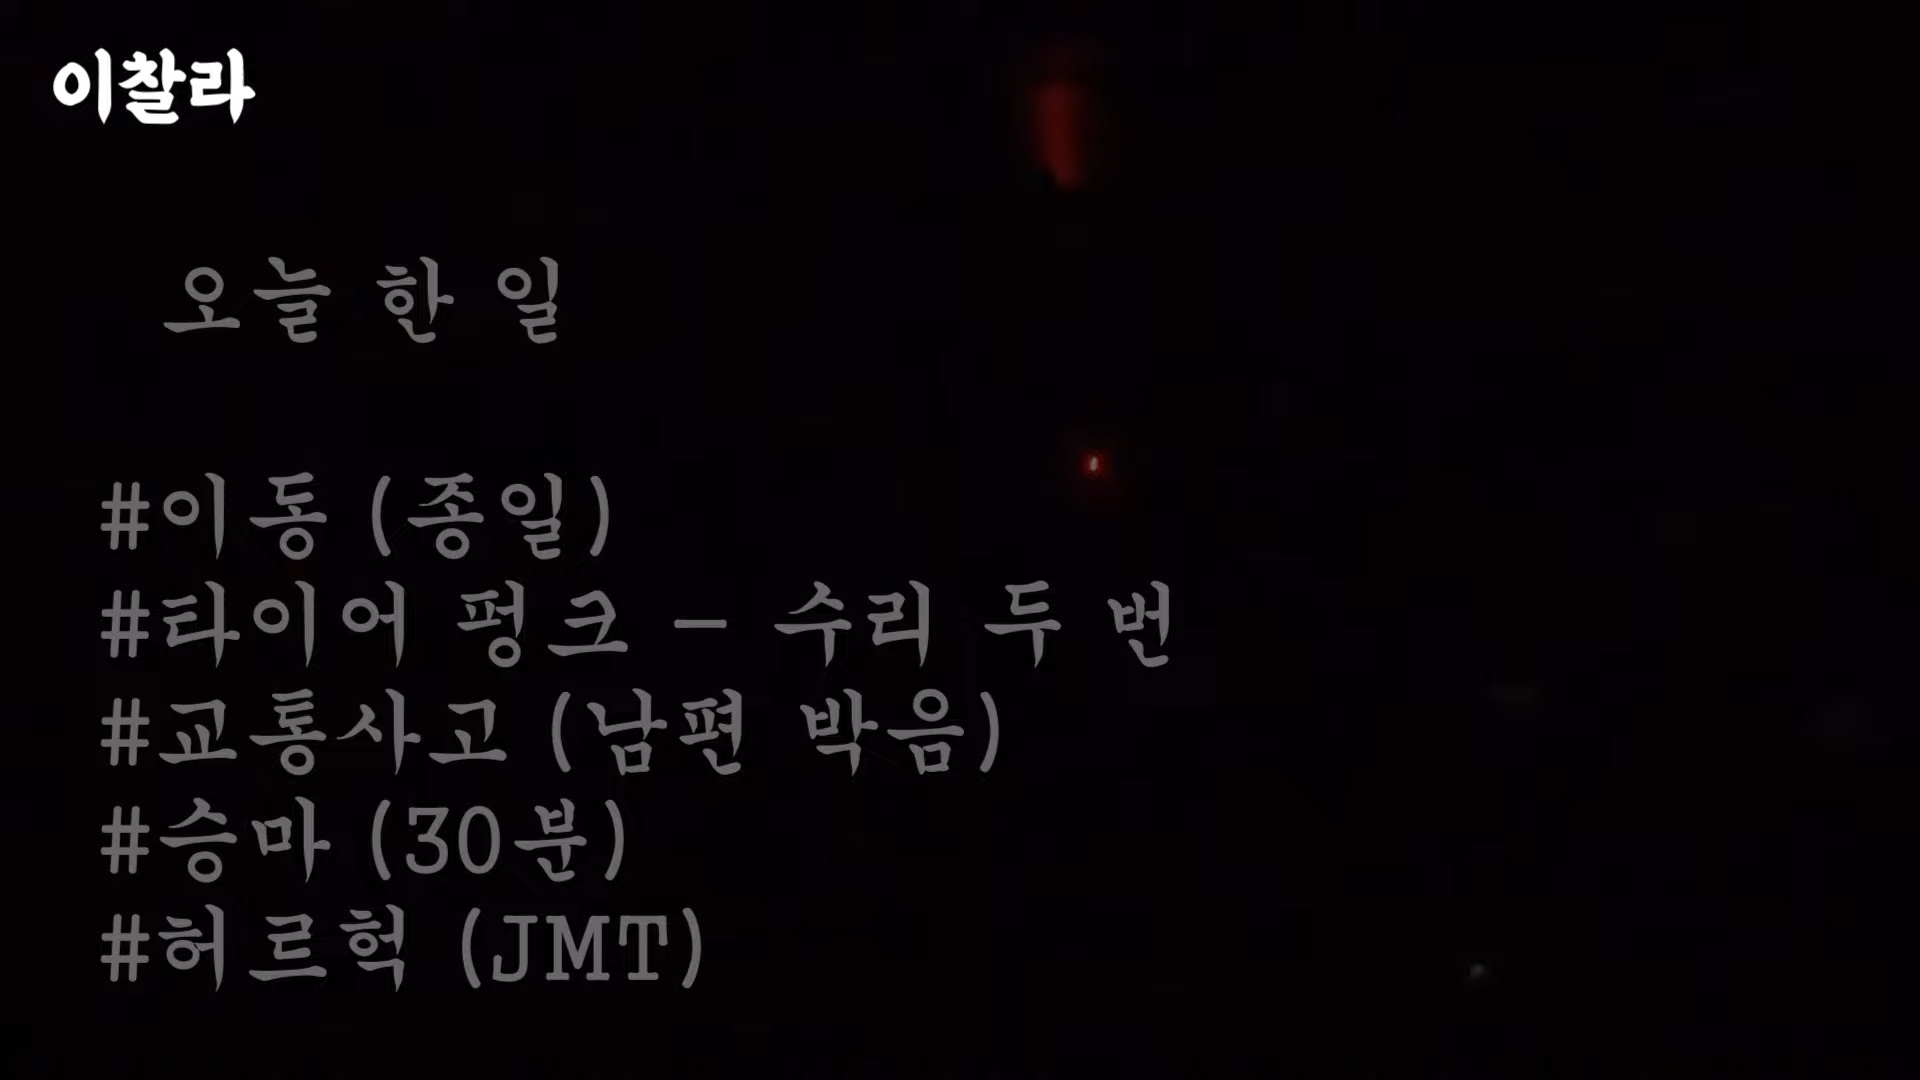 이찰라
오늘 한 일
#이동 (종일)
#타이어 펑크 - 수리 두 번
#교통사고 (남편 박음)
#승마 (30분)
#허르헉 (JMT)